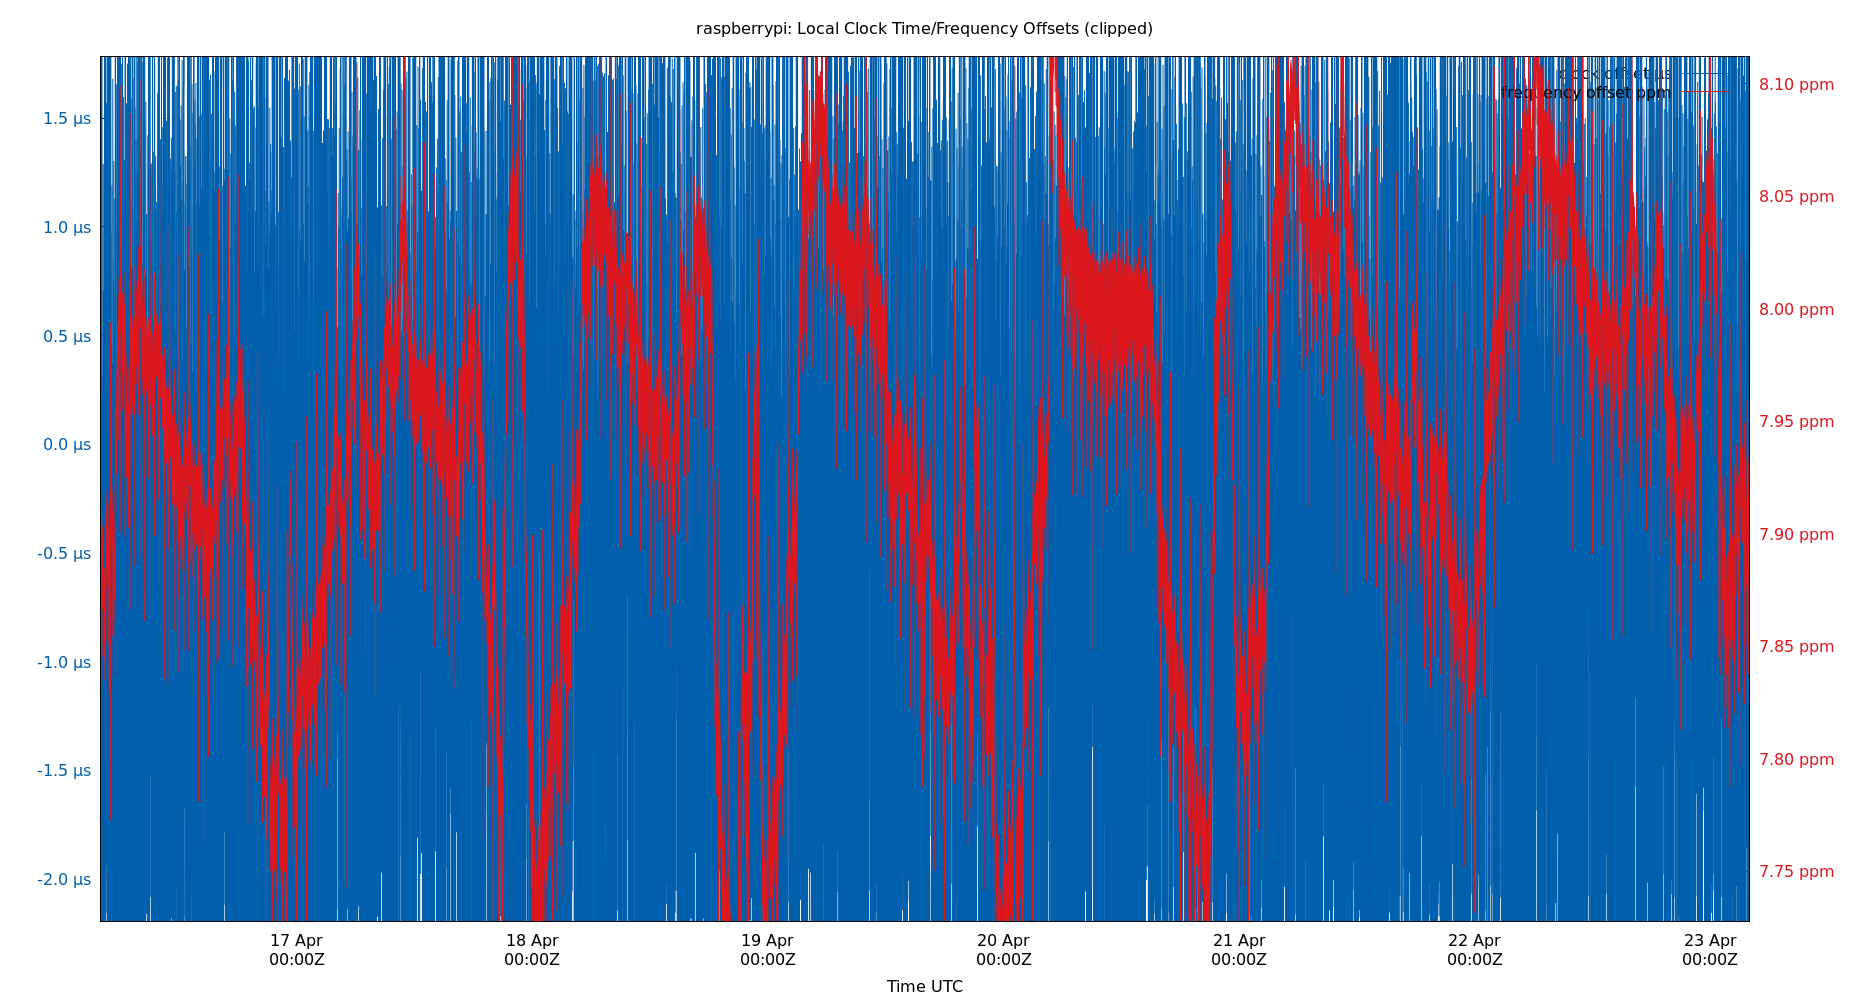 raspberrypi: Local Clock Time/Frequency Offsets (clipped)
clock offset µs
frequency offset ppm
1.5 µs
1.0 µs
0.5 µs
0.0 µs
-0.5 µs
-1.0 µs
-1.5 µs
-2.0 µs
8.10 ppm
8.05 ppm
8.00 ppm
7.95 ppm
7.90 ppm
7.85 ppm
7.80 ppm
7.75 ppm
17 Apr
00:00Z
18 Apr
00:00Z
19 Apr
00:00Z
20 Apr
00:00Z
21 Apr
00:00Z
22 Apr
00:00Z
23 Apr
00:00Z
Time UTC